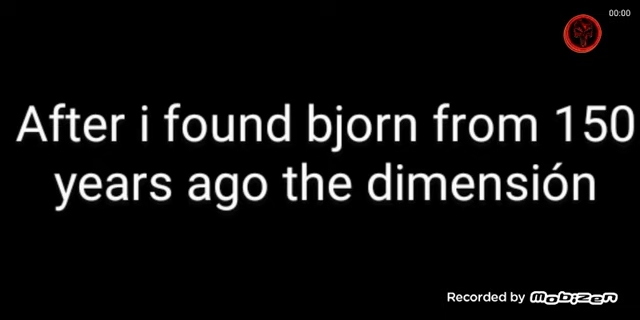 00:00
After i found bjorn from 150
years ago the dimensión
Recorded by Mobizen